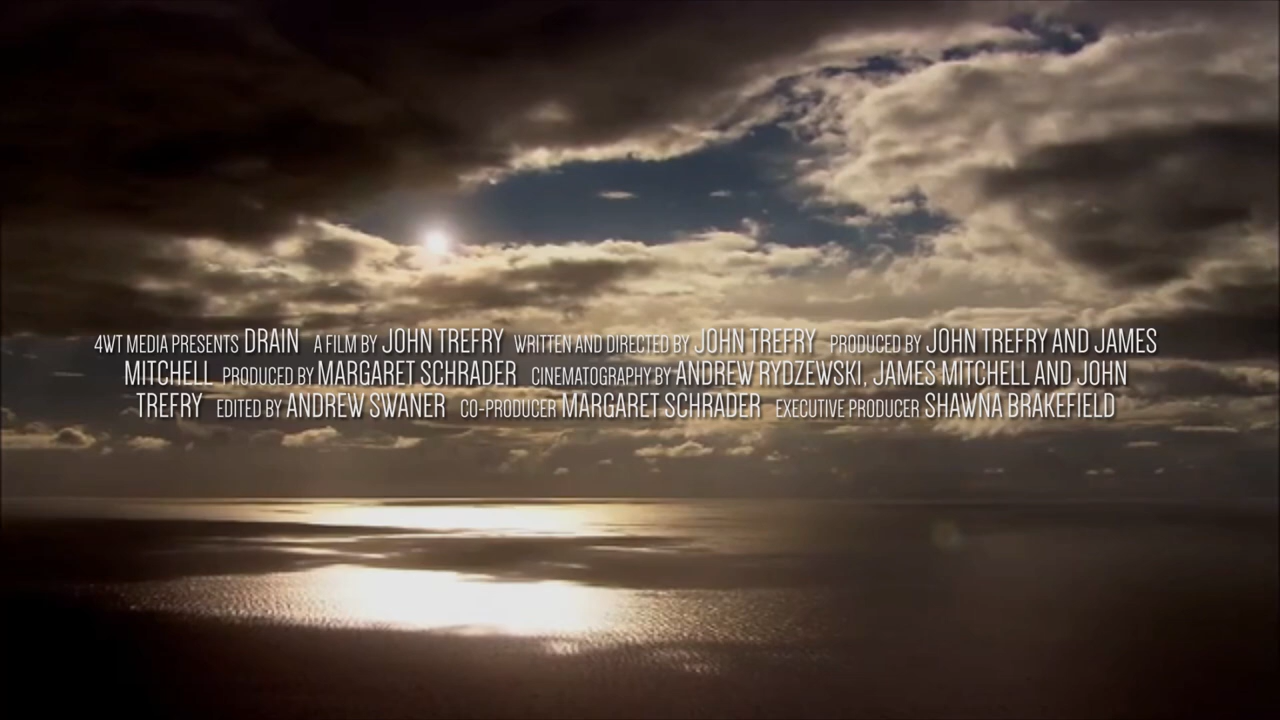 4WT MEDIA PRESENTS DRAIN A FILM BY JOHN TREFRY WRITTEN AND DIRECTED BY JOHN TREFRY PRODUCED BY JOHN TREFRY AND JAMES
MITCHELL PRODUCED BY MARGARET SCHRADER CINEMATOGRAPHY BY ANDREW RYDZEWSKI, JAMES MITCHELL AND JOHN
TREFRY EDITED BY ANDREW SWANER CO-PRODUCER MARGARET SCHRADER EXECUTIVE PRODUCER SHAWNA BRAKEFIELD